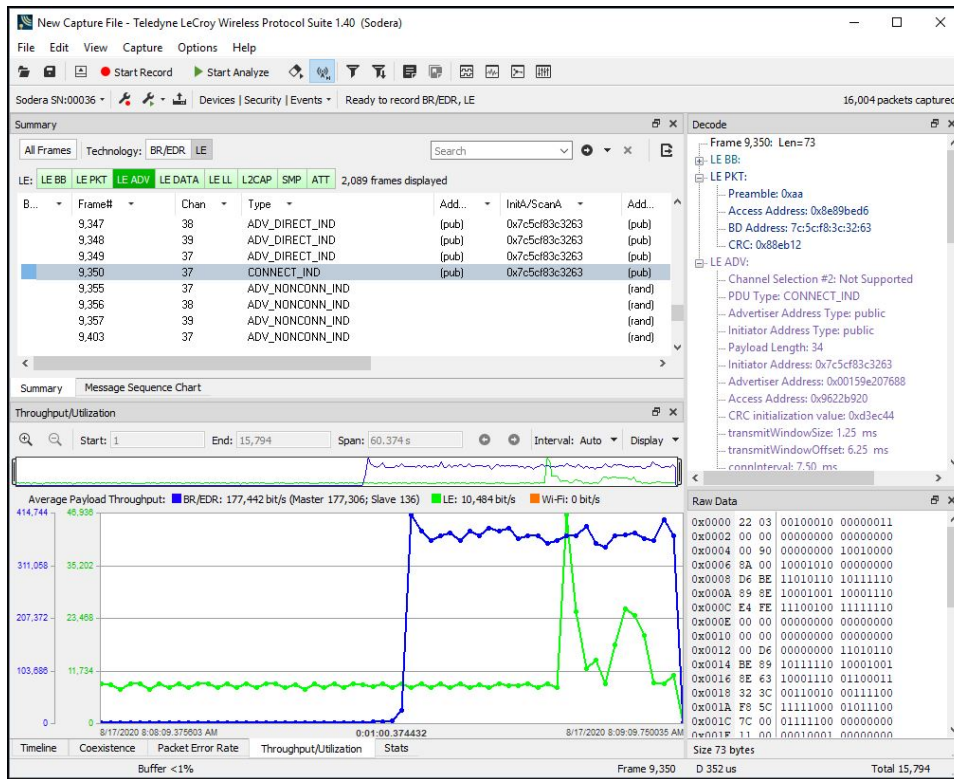 New Capture File - Teledyne LeCroy Wireless Protocol Suite 1.40 (Sodera)
File Edit View Capture Options Help
Start Record Start Analyze
Sodera SN:00036 Devices | Security | Events Ready to record BR/EDR, LE 16,004 packets captured
Summary
All Frames Technology: BR/EDR LE Search
LE: LE BB LE PKT LE ADV LE DATA LE LL L2CAP SMP ATT 2,089 frames displayed
B... Frame# Chan Type Add... InitA/ScanA Add...
9,347 38 ADV_DIRECT_IND (pub) 0x7c5cf83c3263 (pub)
9,348 39 ADV_DIRECT_IND (pub) 0x7c5cf83c3263 (pub)
9,349 37 ADV_DIRECT_IND (pub) 0x7c5cf83c3263 (pub)
9,350 37 CONNECT_IND (pub) 0x7c5cf83c3263 (pub)
9,355 37 ADV_NONCONN_IND (rand)
9,356 38 ADV_NONCONN_IND (rand)
9,357 39 ADV_NONCONN_IND (rand)
9,403 37 ADV_NONCONN_IND (rand)
Summary Message Sequence Chart
Throughput/Utilization
Start: 1 End: 15,794 Span: 60.374 s Interval: Auto Display
Average Payload Throughput: BR/EDR: 177,442 bit/s (Master 177,306; Slave 136) LE: 10,484 bit/s Wi-Fi: 0 bit/s
414,744 46,936
311,058 35,202
207,372 23,468
103,686 11,734
0 0
8/17/2020 8:08:09.375603 AM 0:01:00.374432 8/17/2020 8:09:09.750035 AM
Timeline Coexistence Packet Error Rate Throughput/Utilization Stats
Decode
Frame 9,350: Len=73
LE BB:
LE PKT:
Preamble: 0xaa
Access Address: 0x8e89bed6
BD Address: 7c:5c:f8:3c:32:63
CRC: 0x88eb12
LE ADV:
Channel Selection #2: Not Supported
PDU Type: CONNECT_IND
Advertiser Address Type: public
Initiator Address Type: public
Payload Length: 34
Initiator Address: 0x7c5cf83c3263
Advertiser Address: 0x00159e207688
Access Address: 0x9622b920
CRC initialization value: 0xd3ec44
transmitWindowSize: 1.25 ms
transmitWindowOffset: 6.25 ms
connInterval: 7.50 ms
Raw Data
0x0000 22 03 00100010 00000011
0x0002 00 00 00000000 00000000
0x0004 00 90 00000000 10010000
0x0006 8A 00 10001010 00000000
0x0008 D6 BE 11010110 10111110
0x000A 89 8E 10001001 10001110
0x000C E4 FE 11100100 11111110
0x000E 00 00 00000000 00000000
0x0010 00 00 00000000 00000000
0x0012 00 D6 00000000 11010110
0x0014 BE 89 10111110 10001001
0x0016 8E 63 10001110 01100011
0x0018 32 3C 00110010 00111100
0x001A F8 5C 11111000 01011100
0x001C 7C 00 01111100 00000000
0x001E 11 00 00010001 00000000
Size 73 bytes
Buffer <1% Frame 9,350 D 352 us Total 15,794